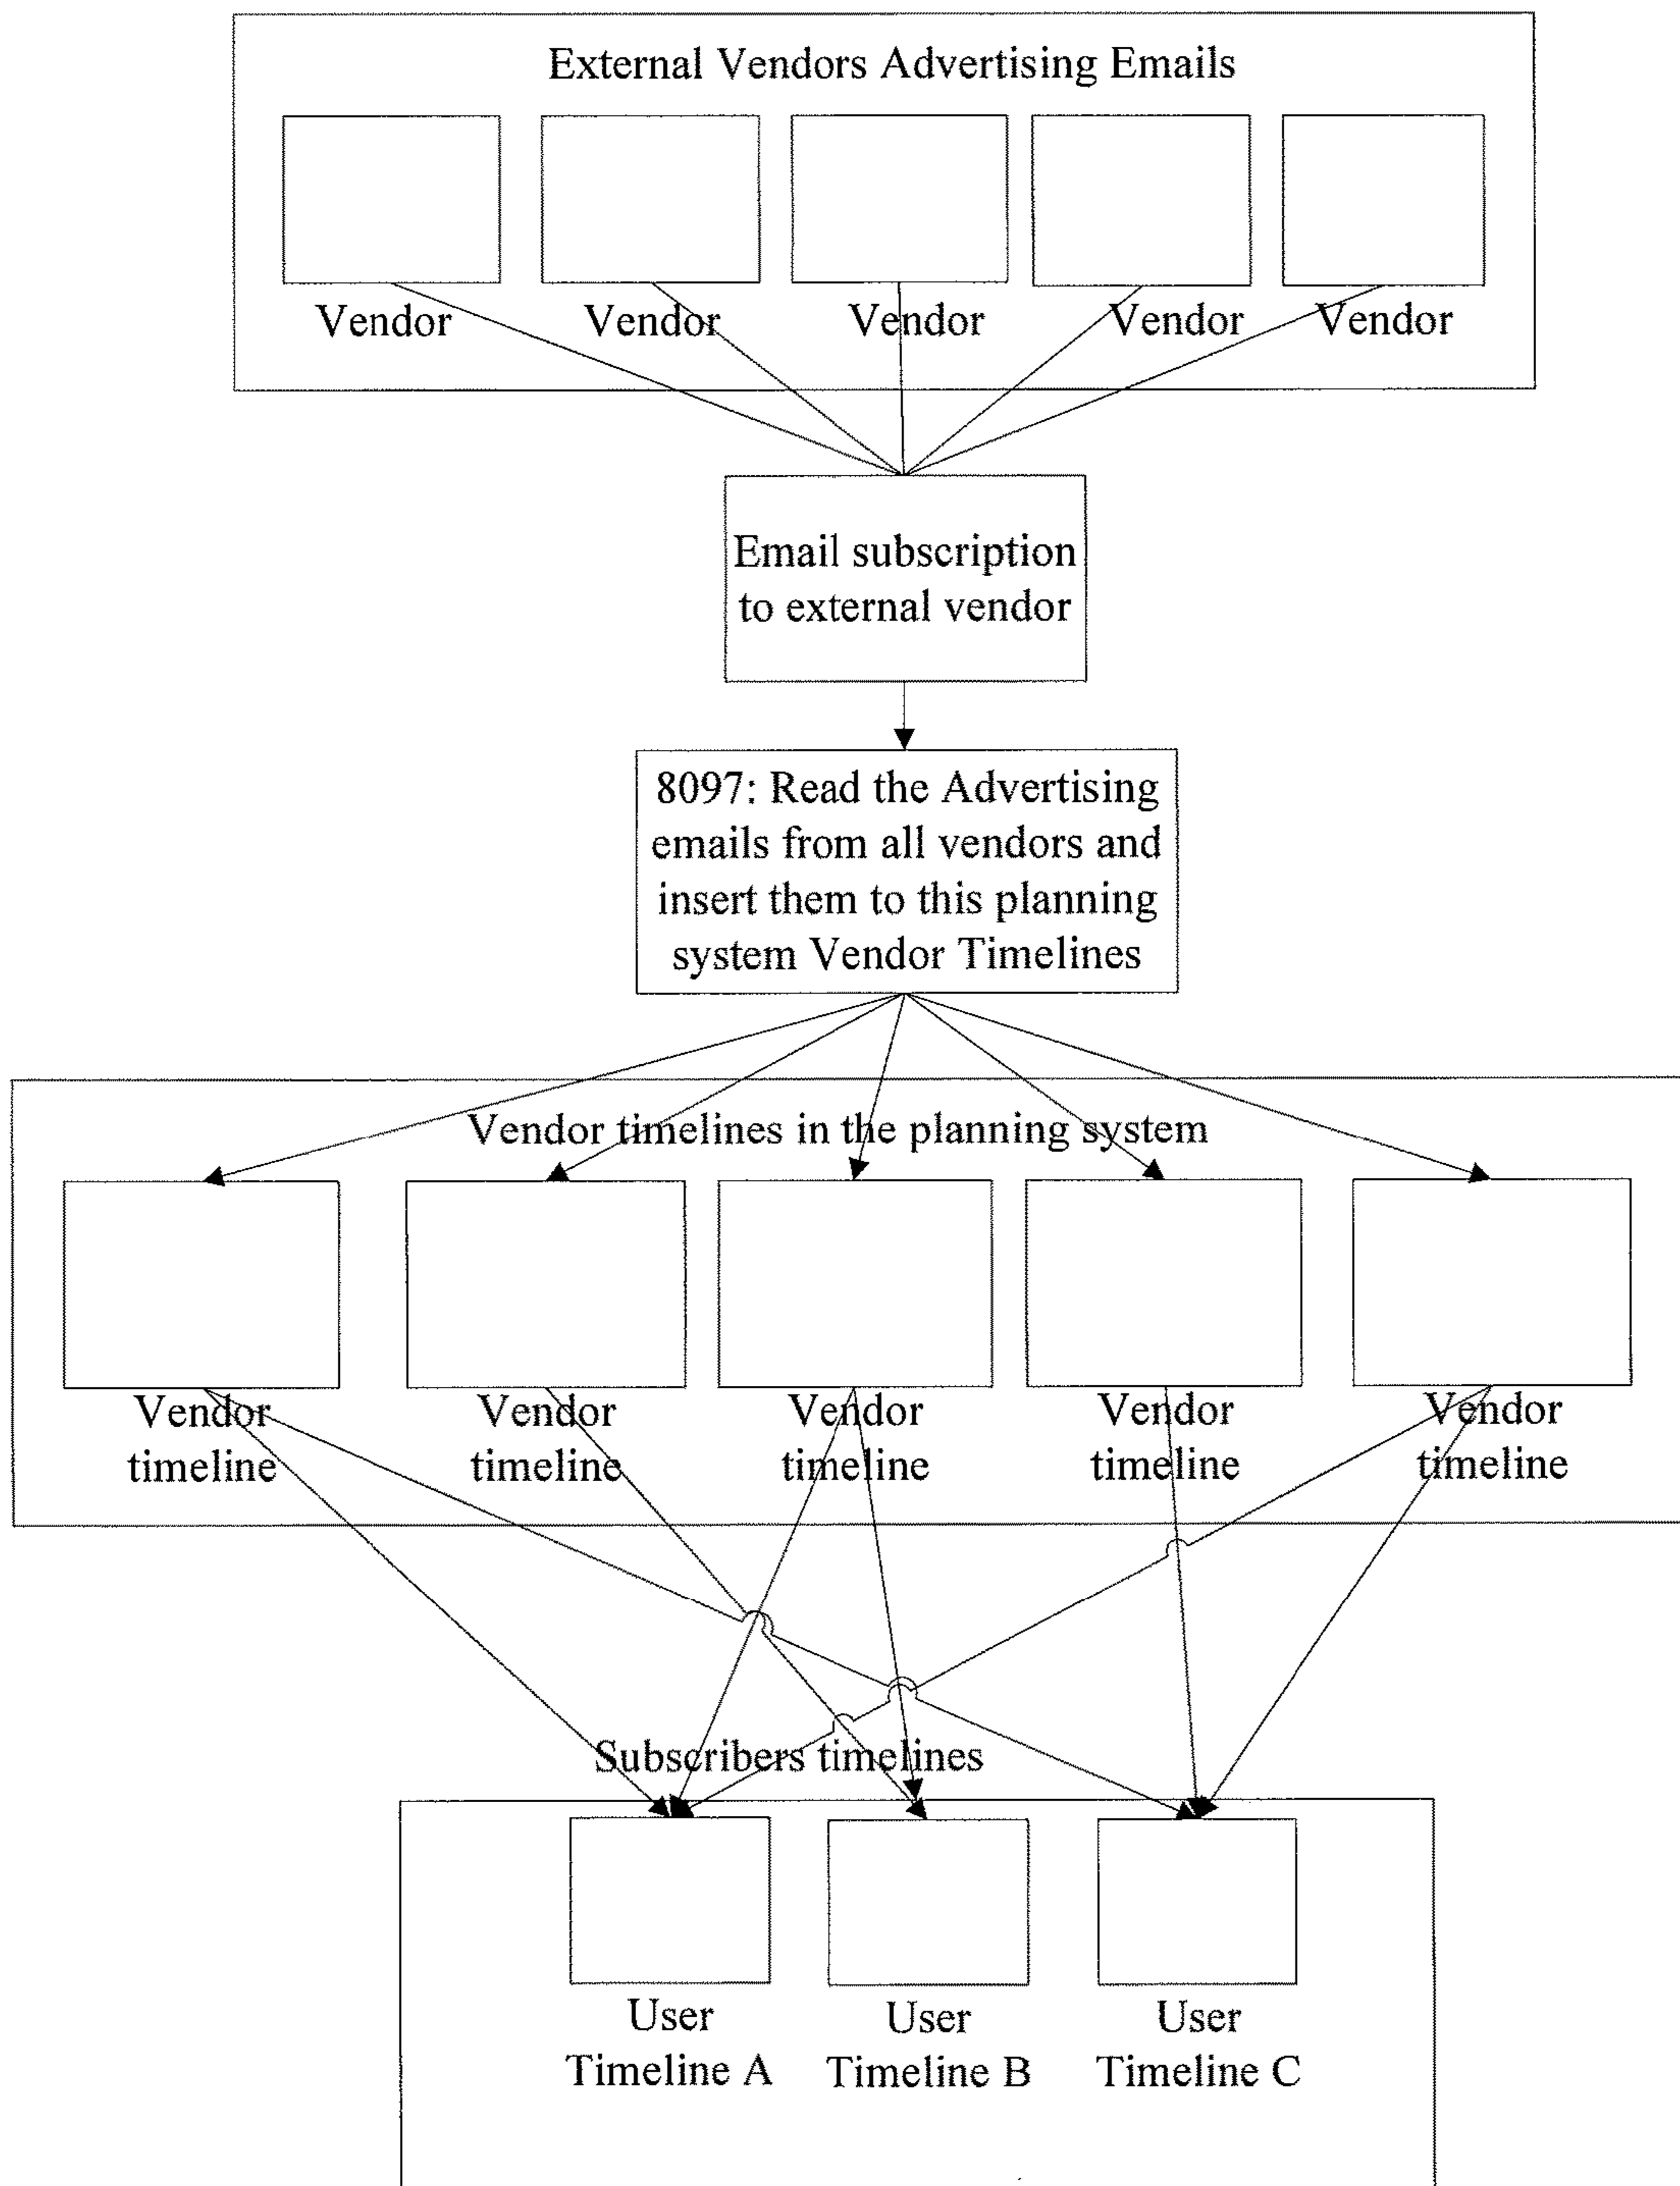 External Vendors Advertising Emails
Vendor Vendor Vendor Vendor Vendor
Email subscription
to external vendor
8097: Read the Advertising
emails from all vendors and
insert them to this planning
system Vendor Timelines
Vendor timelines in the planning system
Vendor Vendor Vendor Vendor Vendor
timeline timeline timeline timeline timeline
Subscribers timelines
User User User
Timeline A Timeline B Timeline C